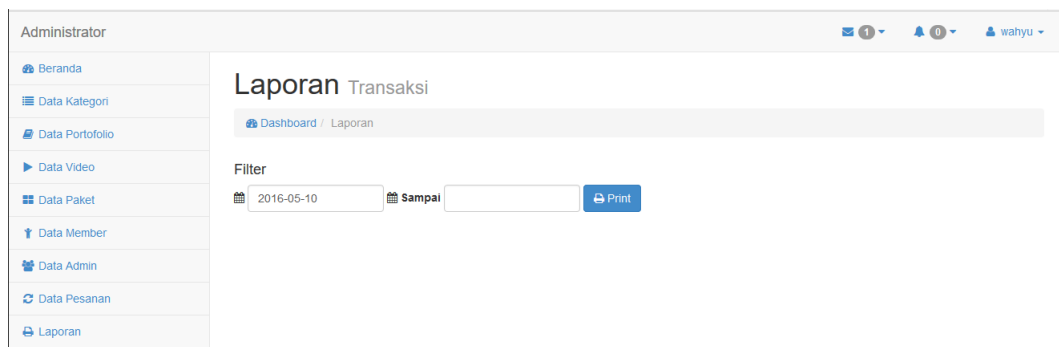 Administrator 1 0 wahyu
Beranda
Data Kategori
Data Portofolio
Data Video
Data Paket
Data Member
Data Admin
Data Pesanan
Laporan
Laporan Transaksi
Dashboard / Laporan
Filter
2016-05-10 Sampai Print